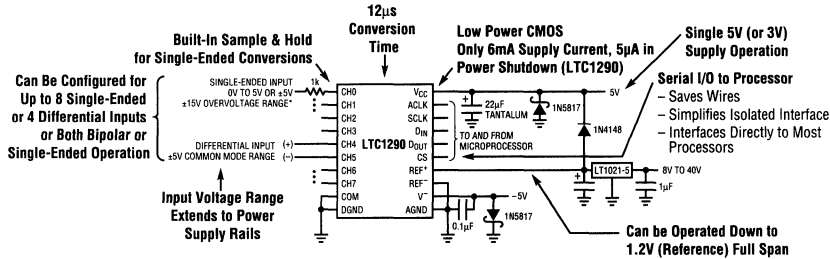 12µs
Conversion
Time
Built-In Sample & Hold
for Single-Ended Conversions
Low Power CMOS
Only 6mA Supply Current, 5µA in
Power Shutdown (LTC1290)
Single 5V (or 3V)
Supply Operation
Can Be Configured for
Up to 8 Single-Ended
or 4 Differential Inputs
or Both Bipolar or
Single-Ended Operation
SINGLE-ENDED INPUT
0V TO 5V OR ±5V
±15V OVERVOLTAGE RANGE*
1k
DIFFERENTIAL INPUT (+)
±5V COMMON MODE RANGE (–)
Input Voltage Range
Extends to Power
Supply Rails
CH0
CH1
CH2
CH3
CH4
CH5
CH6
CH7
COM
DGND
LTC1290
VCC
ACLK
SCLK
DIN
DOUT
CS
REF+
REF–
V–
AGND
+
22µF
TANTALUM
1N5817
5V
TO AND FROM
MICROPROCESSOR
1N4148
+
LT1021-5
8V TO 40V
1µF
–5V
0.1µF
1N5817
Serial I/O to Processor
– Saves Wires
– Simplifies Isolated Interface
– Interfaces Directly to Most
Processors
Can be Operated Down to
1.2V (Reference) Full Span